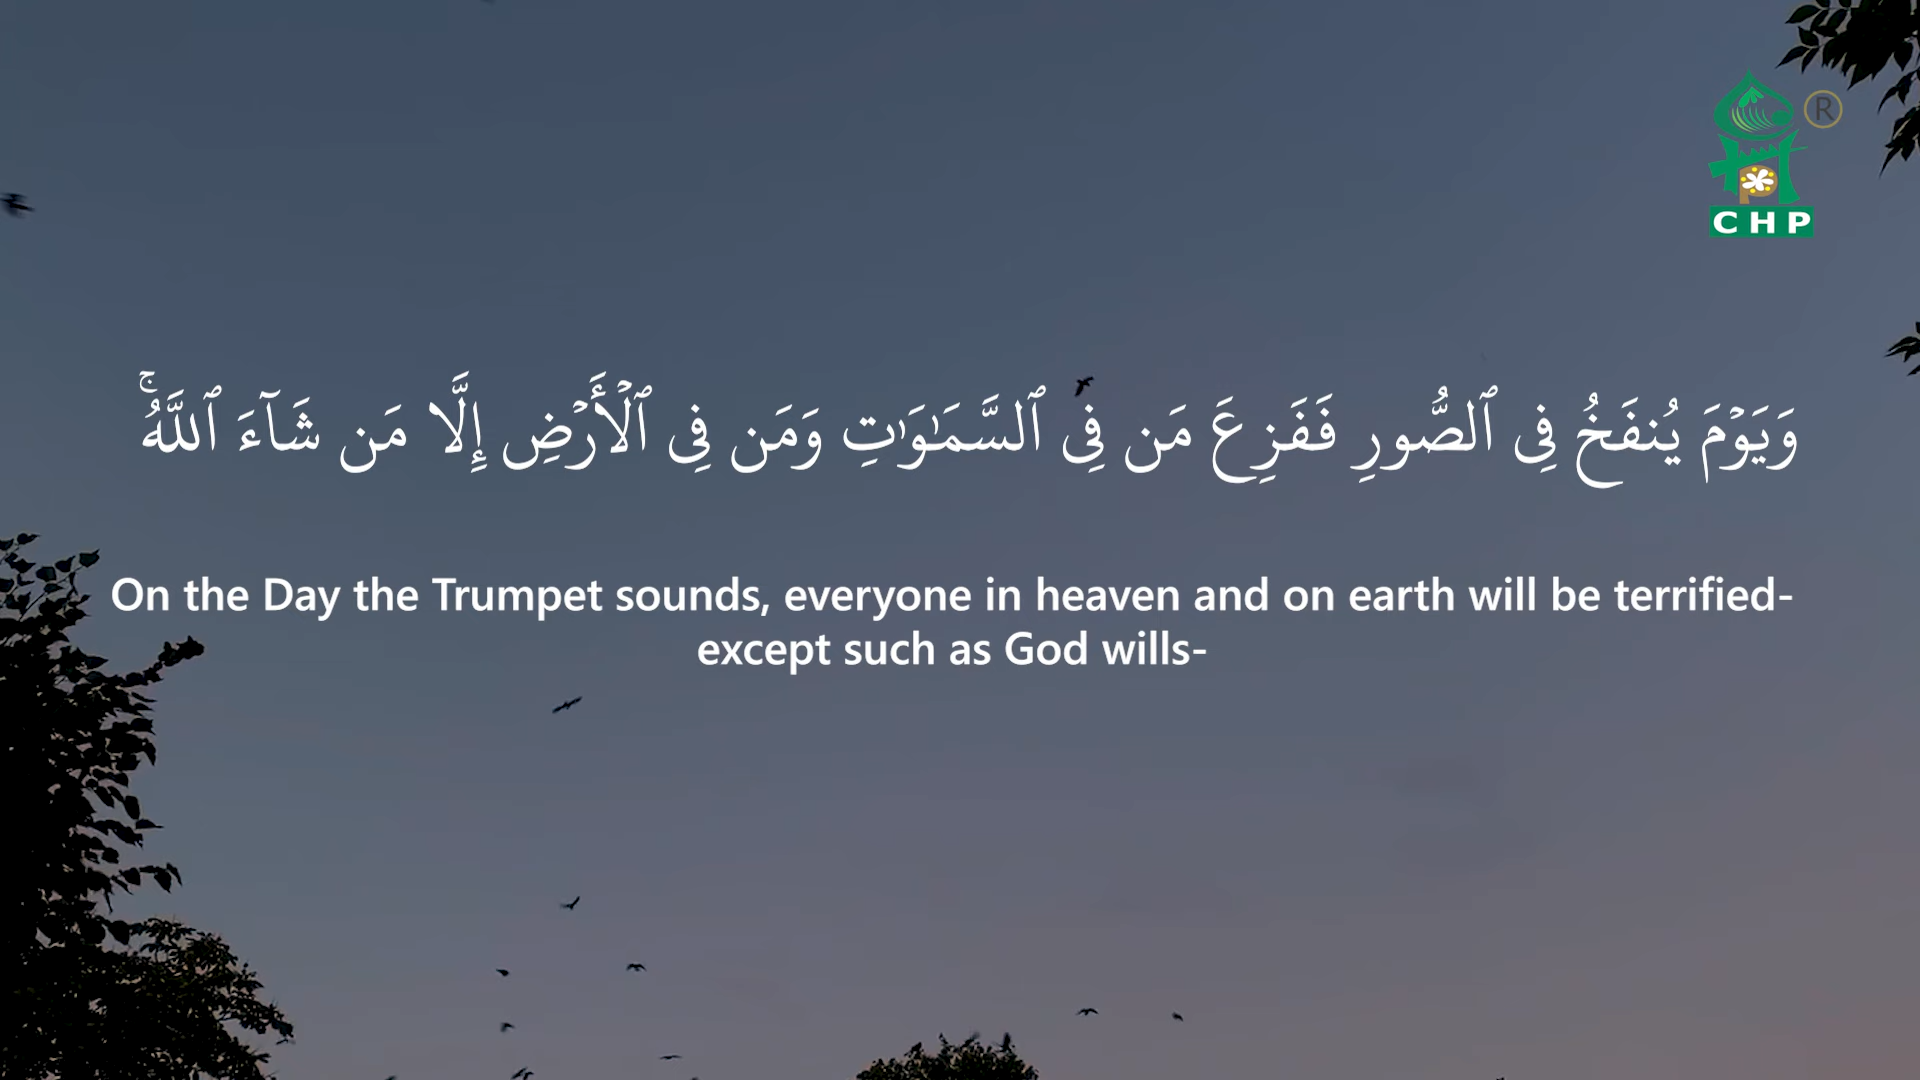 ® 
CHP
وَيَوْمَ يُنفَخُ فِى ٱلصُّورِ فَفَزِعَ مَن فِى ٱلسَّمَـٰوَٰتِ وَمَن فِى ٱلْأَرْضِ إِلَّا مَن شَآءَ ٱللَّهُ ۚ
On the Day the Trumpet sounds, everyone in heaven and on earth will be terrified-
except such as God wills-